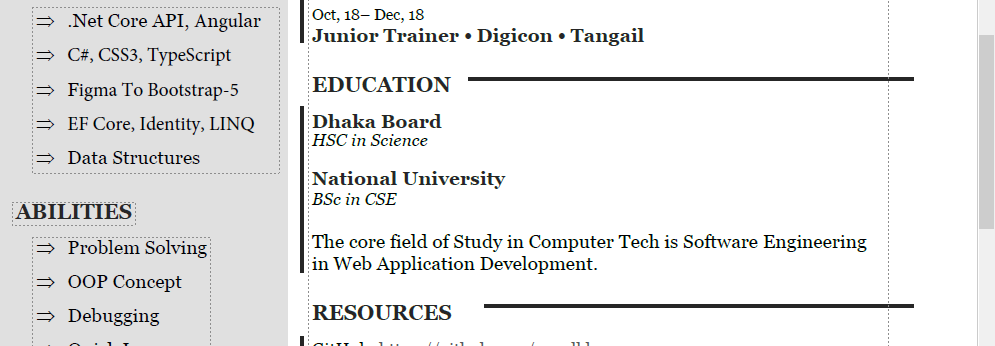 ⇒ .Net Core API, Angular
⇒ C#, CSS3, TypeScript
⇒ Figma To Bootstrap-5
⇒ EF Core, Identity, LINQ
⇒ Data Structures
ABILITIES
⇒ Problem Solving
⇒ OOP Concept
⇒ Debugging
Oct, 18– Dec, 18
Junior Trainer • Digicon • Tangail
EDUCATION
Dhaka Board
HSC in Science
National University
BSc in CSE
The core field of Study in Computer Tech is Software Engineering
in Web Application Development.
RESOURCES